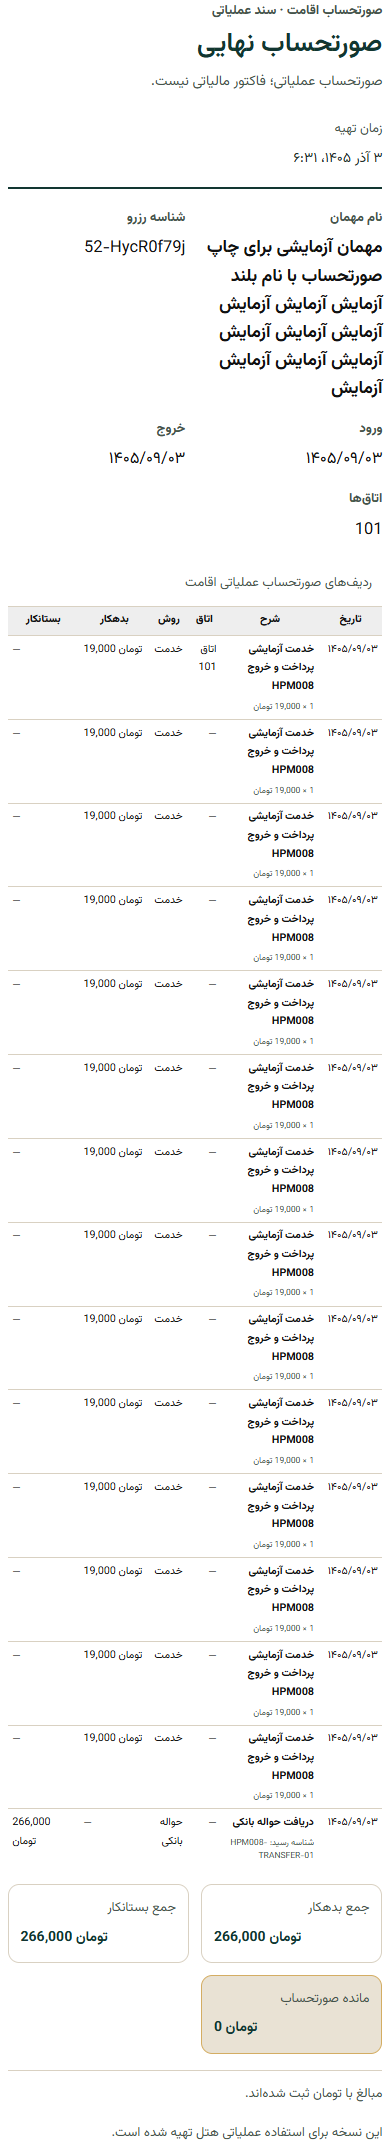 صورتحساب اقامت · سند عملیاتی
صورتحساب نهایی
صورتحساب عملیاتی؛ فاکتور مالیاتی نیست.
زمان تهیه
۳ آذر ۱۴۰۵، ۶:۳۱
نام مهمان
مهمان آزمایشی برای چاپ
صورتحساب با نام بلند
آزمایش آزمایش آزمایش
آزمایش آزمایش آزمایش
آزمایش آزمایش آزمایش
آزمایش
شناسه رزرو
52-HycR0f79j
ورود
۱۴۰۵/۰۹/۰۳
خروج
۱۴۰۵/۰۹/۰۳
اتاق‌ها
101
ردیف‌های صورتحساب عملیاتی اقامت
تاریخ شرح اتاق روش بدهکار بستانکار
۱۴۰۵/۰۹/۰۳ خدمت آزمایشی اتاق خدمت تومان 19,000 —
پرداخت و خروج 101
HPM008
1 × 19,000 تومان
۱۴۰۵/۰۹/۰۳ خدمت آزمایشی — خدمت تومان 19,000 —
پرداخت و خروج
HPM008
1 × 19,000 تومان
۱۴۰۵/۰۹/۰۳ خدمت آزمایشی — خدمت تومان 19,000 —
پرداخت و خروج
HPM008
1 × 19,000 تومان
۱۴۰۵/۰۹/۰۳ خدمت آزمایشی — خدمت تومان 19,000 —
پرداخت و خروج
HPM008
1 × 19,000 تومان
۱۴۰۵/۰۹/۰۳ خدمت آزمایشی — خدمت تومان 19,000 —
پرداخت و خروج
HPM008
1 × 19,000 تومان
۱۴۰۵/۰۹/۰۳ خدمت آزمایشی — خدمت تومان 19,000 —
پرداخت و خروج
HPM008
1 × 19,000 تومان
۱۴۰۵/۰۹/۰۳ خدمت آزمایشی — خدمت تومان 19,000 —
پرداخت و خروج
HPM008
1 × 19,000 تومان
۱۴۰۵/۰۹/۰۳ خدمت آزمایشی — خدمت تومان 19,000 —
پرداخت و خروج
HPM008
1 × 19,000 تومان
۱۴۰۵/۰۹/۰۳ خدمت آزمایشی — خدمت تومان 19,000 —
پرداخت و خروج
HPM008
1 × 19,000 تومان
۱۴۰۵/۰۹/۰۳ خدمت آزمایشی — خدمت تومان 19,000 —
پرداخت و خروج
HPM008
1 × 19,000 تومان
۱۴۰۵/۰۹/۰۳ خدمت آزمایشی — خدمت تومان 19,000 —
پرداخت و خروج
HPM008
1 × 19,000 تومان
۱۴۰۵/۰۹/۰۳ خدمت آزمایشی — خدمت تومان 19,000 —
پرداخت و خروج
HPM008
1 × 19,000 تومان
۱۴۰۵/۰۹/۰۳ خدمت آزمایشی — خدمت تومان 19,000 —
پرداخت و خروج
HPM008
1 × 19,000 تومان
۱۴۰۵/۰۹/۰۳ خدمت آزمایشی — خدمت تومان 19,000 —
پرداخت و خروج
HPM008
1 × 19,000 تومان
۱۴۰۵/۰۹/۰۳ دریافت حواله بانکی — حواله — 266,000
شناسه رسید: HPM008- بانکی تومان
TRANSFER-01
جمع بدهکار
تومان 266,000
جمع بستانکار
تومان 266,000
مانده صورتحساب
تومان 0
مبالغ با تومان ثبت شده‌اند.
این نسخه برای استفاده عملیاتی هتل تهیه شده است.